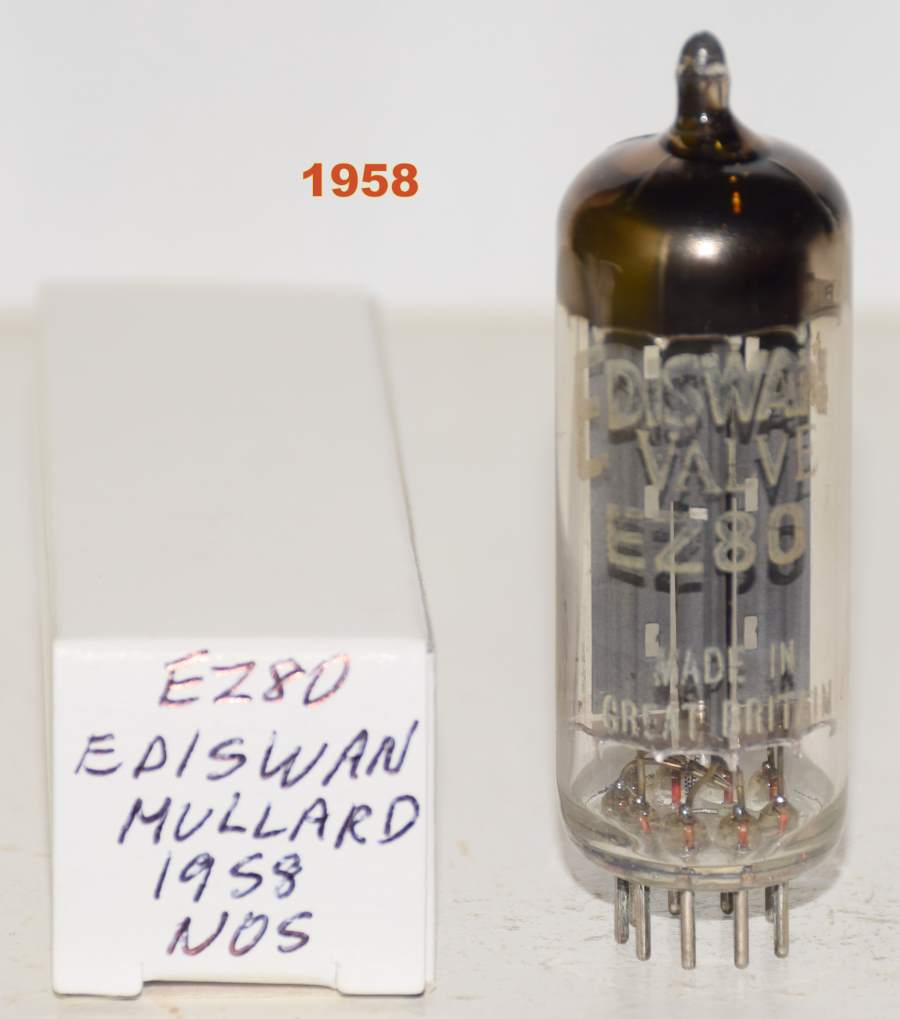 1958
EDISWAN
VALVE
EZ80
MADE IN
GREAT BRITAIN
EZ80
EDISWAN
MULLARD
1958
NOS